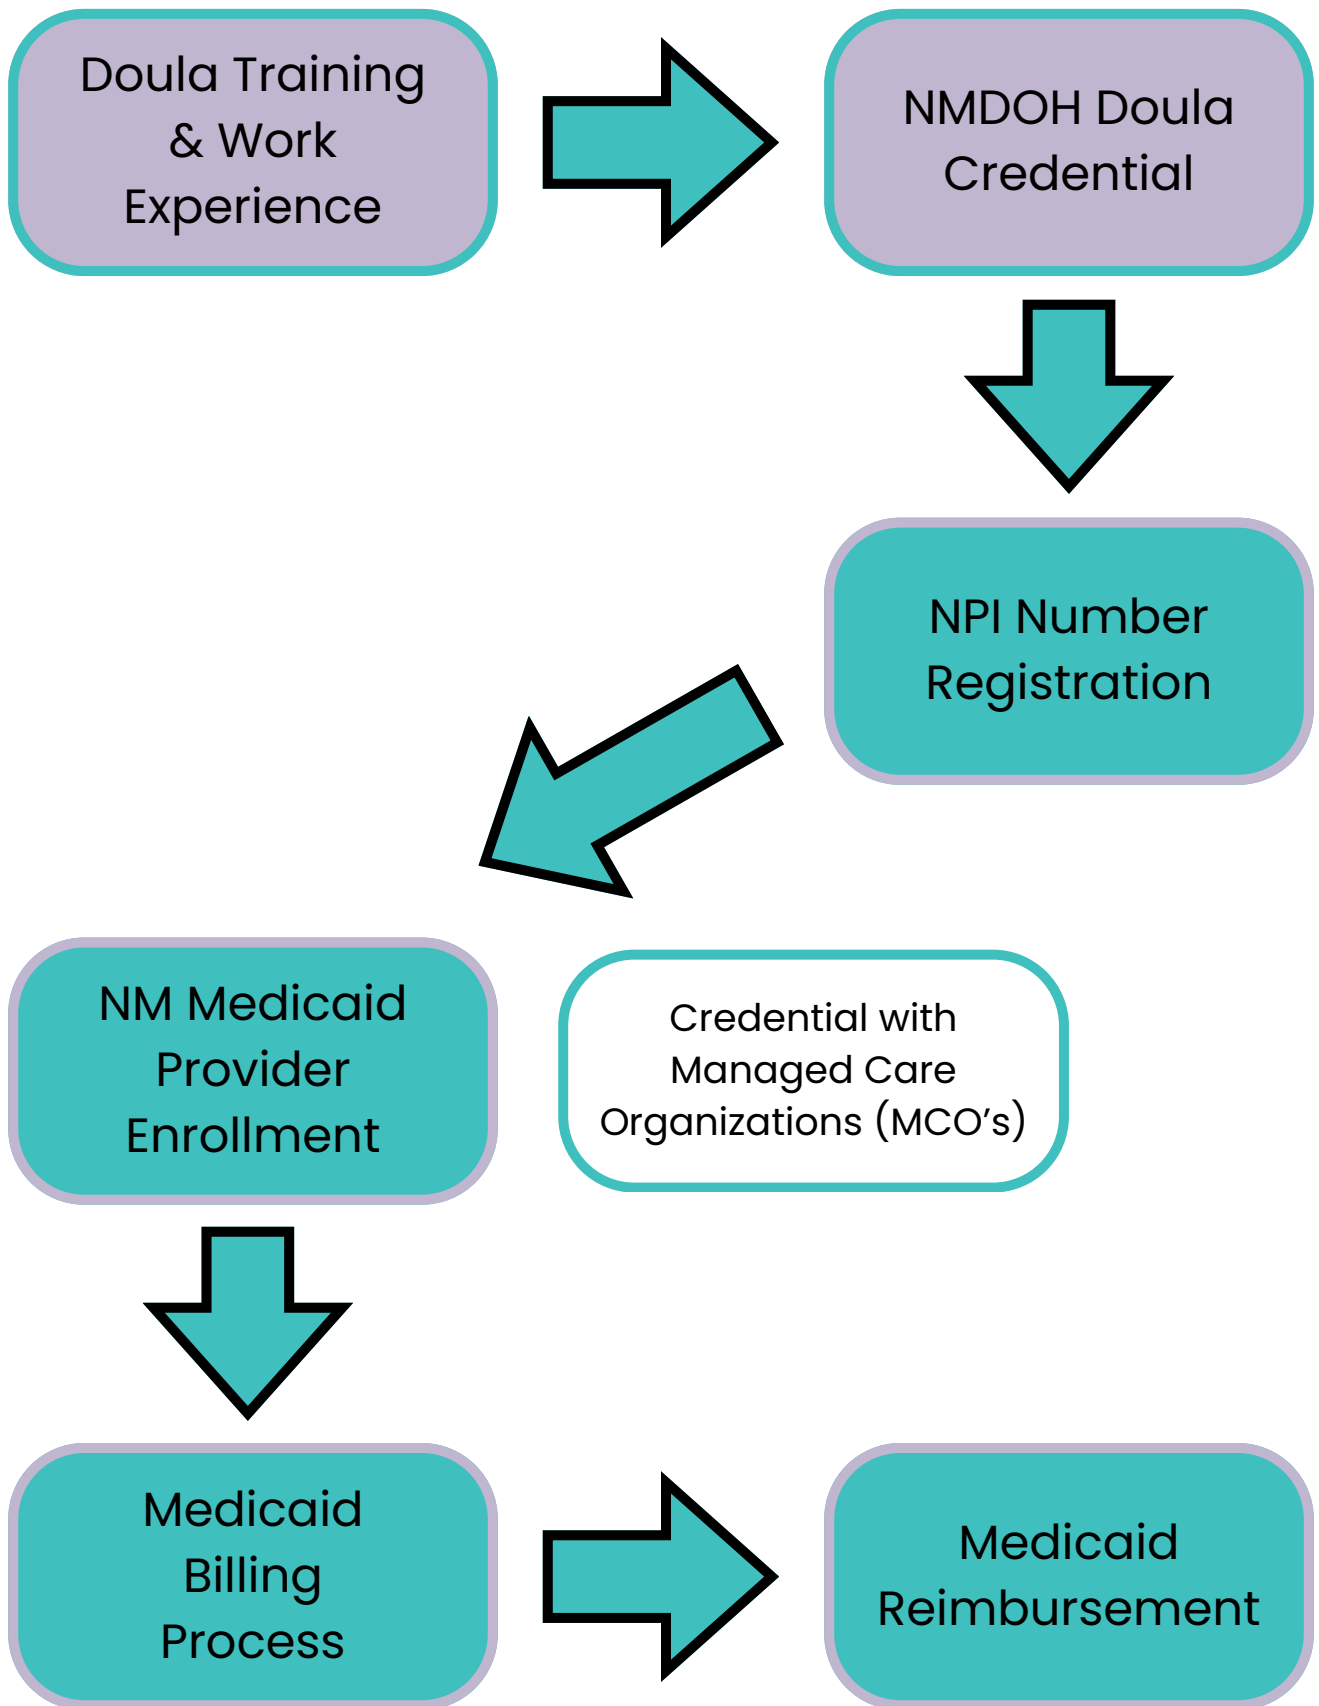 Doula Training
& Work
Experience
NMDOH Doula
Credential
NPI Number
Registration
NM Medicaid
Provider
Enrollment
Credential with
Managed Care
Organizations (MCO’s)
Medicaid
Billing
Process
Medicaid
Reimbursement